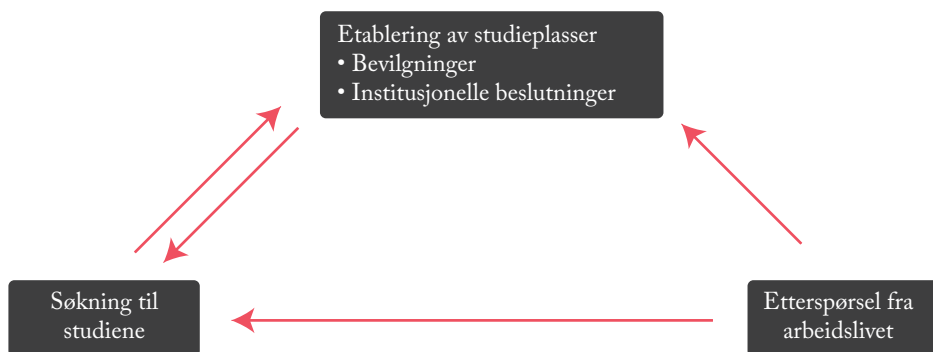 Etablering av studieplasser
• Bevilgninger
• Institusjonelle beslutninger
Søkning til
studiene
Etterspørsel fra
arbeidslivet